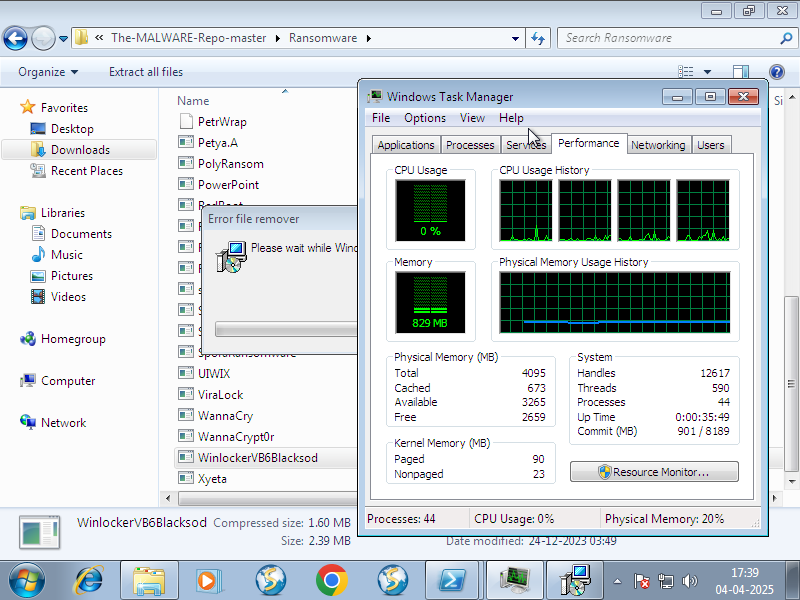 « The-MALWARE-Repo-master Ransomware
Search Ransomware
Organize
Extract all files
Favorites
Desktop
Downloads
Recent Places
Libraries
Documents
Music
Pictures
Videos
Homegroup
Computer
Network
Name
Si
PetrWrap
Petya.A
PolyRansom
PowerPoint
RedBoot
SporaRansomware
UIWIX
ViraLock
WannaCry
WannaCrypt0r
WinlockerVB6Blacksod
Xyeta
Error file remover
Please wait while Wind
Windows Task Manager
File Options View Help
Applications Processes Services Performance Networking Users
CPU Usage
CPU Usage History
0 %
Memory
Physical Memory Usage History
829 MB
Physical Memory (MB)
Total 4095
Cached 673
Available 3265
Free 2659
Kernel Memory (MB)
Paged 90
Nonpaged 23
System
Handles 12617
Threads 590
Processes 44
Up Time 0:00:35:49
Commit (MB) 901 / 8189
Resource Monitor...
Processes: 44 CPU Usage: 0% Physical Memory: 20%
WinlockerVB6Blacksod Compressed size: 1.60 MB
Size: 2.39 MB
Date modified: 24-12-2023 03:49
17:39
04-04-2025